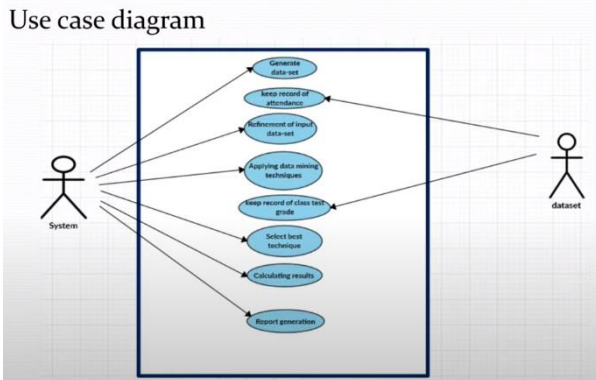 Use case diagram
Generate
data-set
keep record of
attendance
Refinement of input
data-set
Applying data mining
techniques
keep record of class test
grade
Select best
technique
Calculating results
Report generation
System
dataset